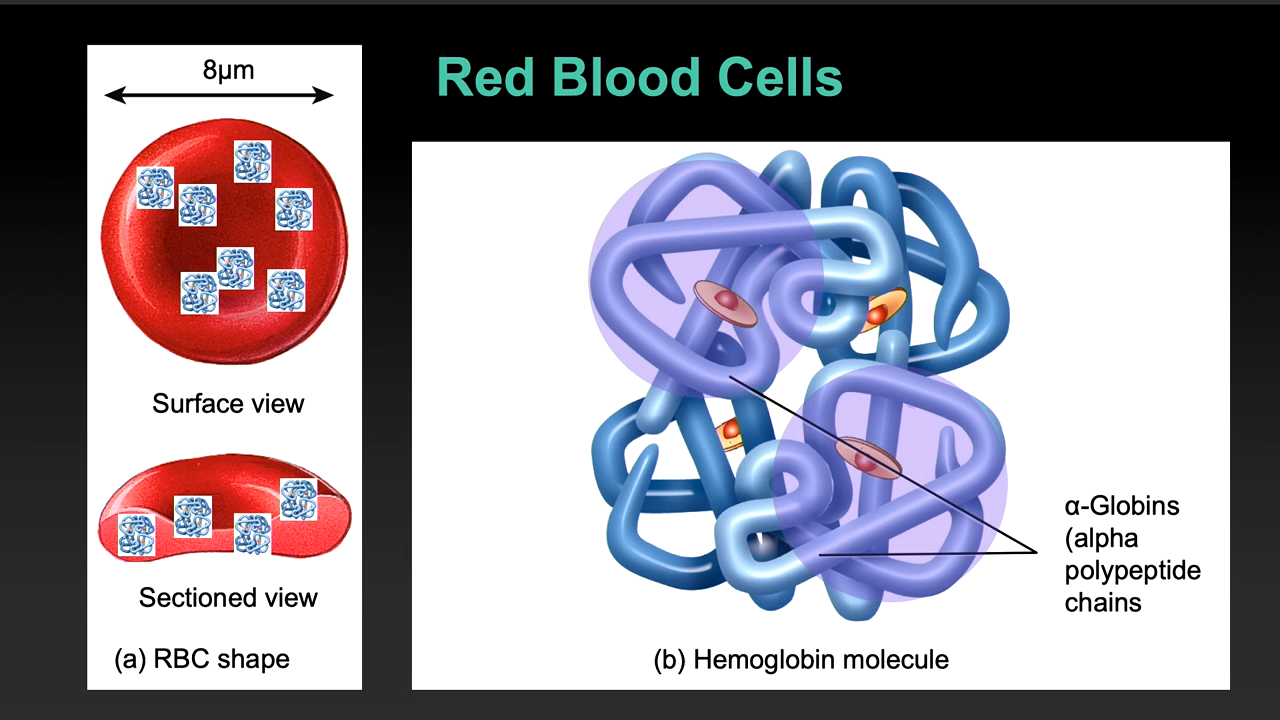 Red Blood Cells
8µm
Surface view
Sectioned view
(a) RBC shape
α-Globins
(alpha
polypeptide
chains
(b) Hemoglobin molecule